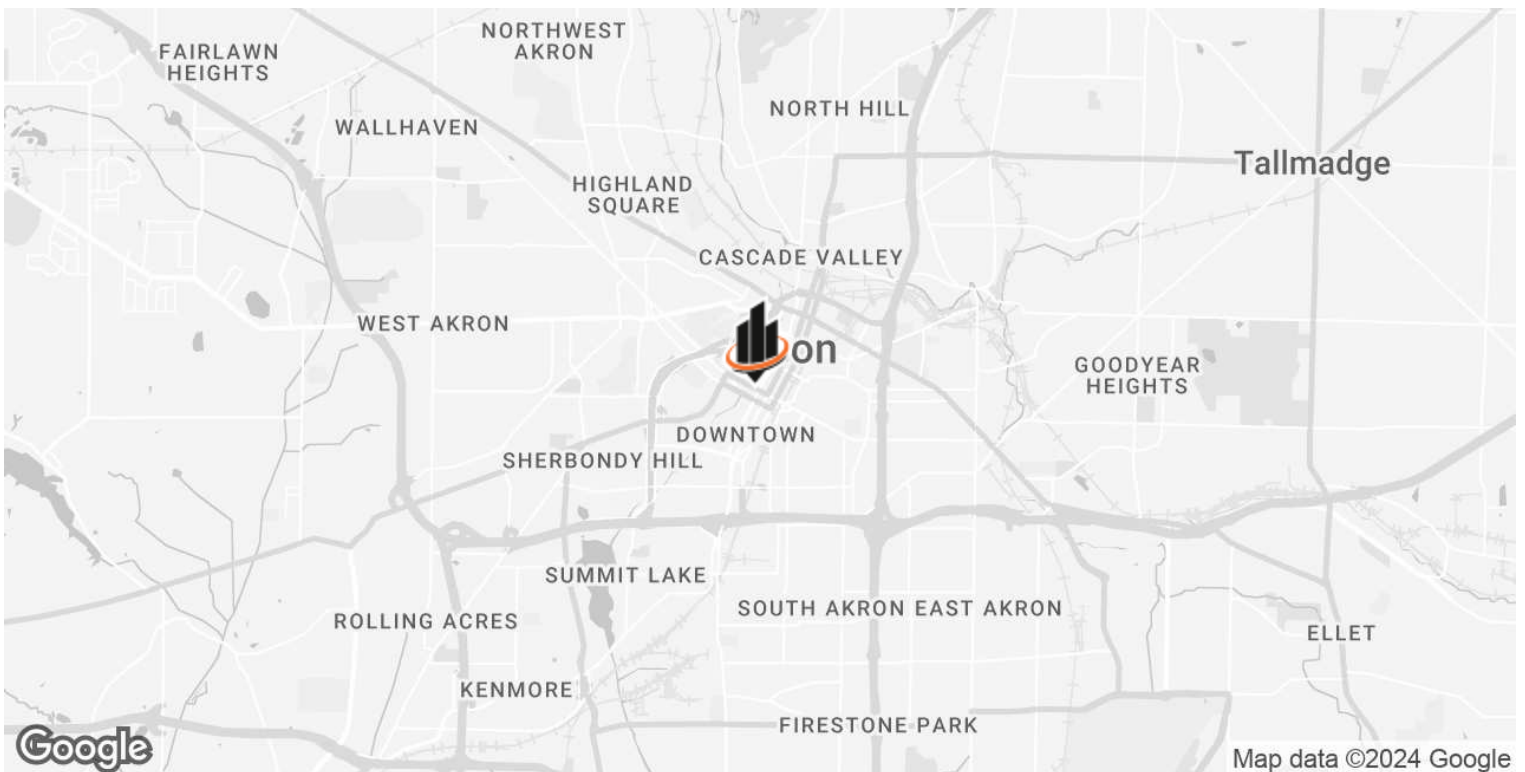 NORTHWEST
AKRON
FAIRLAWN
HEIGHTS
NORTH HILL
WALLHAVEN
Tallmadge
HIGHLAND
SQUARE
CASCADE VALLEY
WEST AKRON
on
GOODYEAR
HEIGHTS
DOWNTOWN
SHERBONDY HILL
SUMMIT LAKE
SOUTH AKRON EAST AKRON
ROLLING ACRES
ELLET
KENMORE
FIRESTONE PARK
Google
Map data ©2024 Google